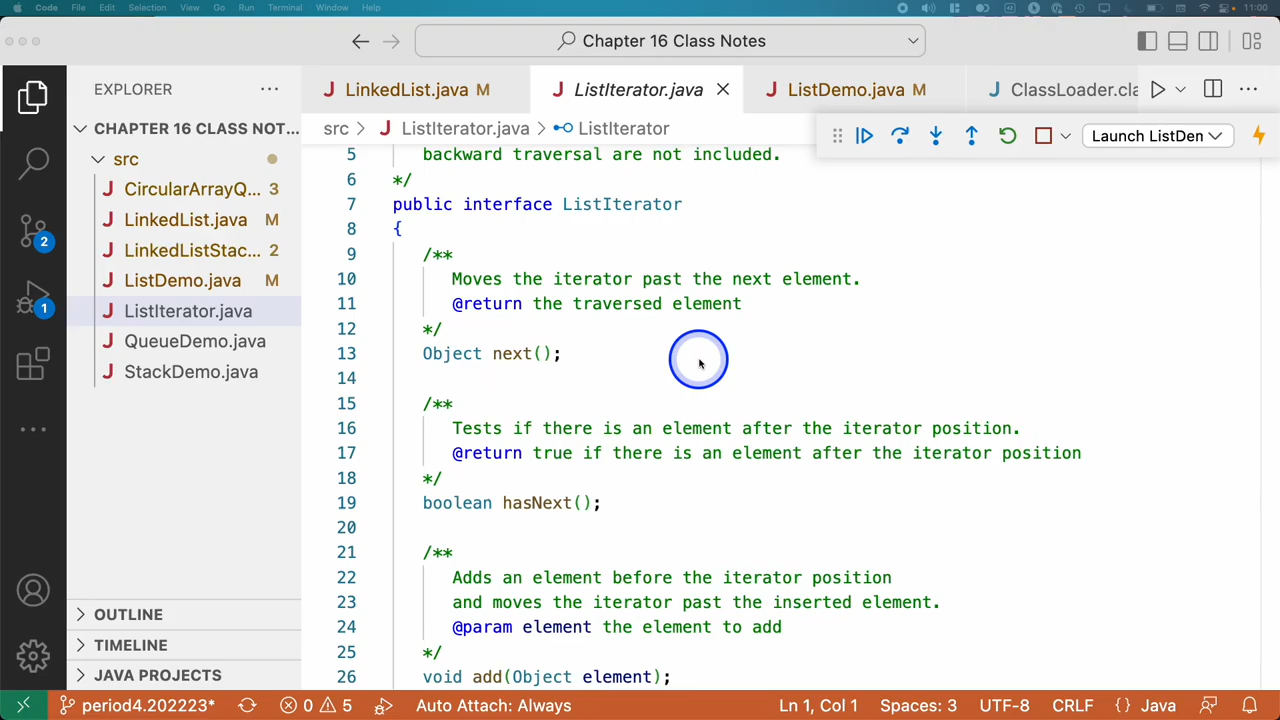 Code File Edit Selection View Go Run Terminal Window Help 11:00
Chapter 16 Class Notes
EXPLORER
LinkedList.java M
ListIterator.java
ListDemo.java M
ClassLoader.cla
CHAPTER 16 CLASS NOT...
src > ListIterator.java > ListIterator
Launch ListDen
src
CircularArrayQ... 3
LinkedList.java M
LinkedListStac... 2
ListDemo.java M
ListIterator.java
QueueDemo.java
StackDemo.java
2
1
5 backward traversal are not included.
6 */
7 public interface ListIterator
8 {
9 /**
10 Moves the iterator past the next element.
11 @return the traversed element
12 */
13 Object next();
14
15 /**
16 Tests if there is an element after the iterator position.
17 @return true if there is an element after the iterator position
18 */
19 boolean hasNext();
20
21 /**
22 Adds an element before the iterator position
23 and moves the iterator past the inserted element.
24 @param element the element to add
25 */
26 void add(Object element);
OUTLINE
TIMELINE
JAVA PROJECTS
period4.202223* 0 5 Auto Attach: Always Ln 1, Col 1 Spaces: 3 UTF-8 CRLF {} Java